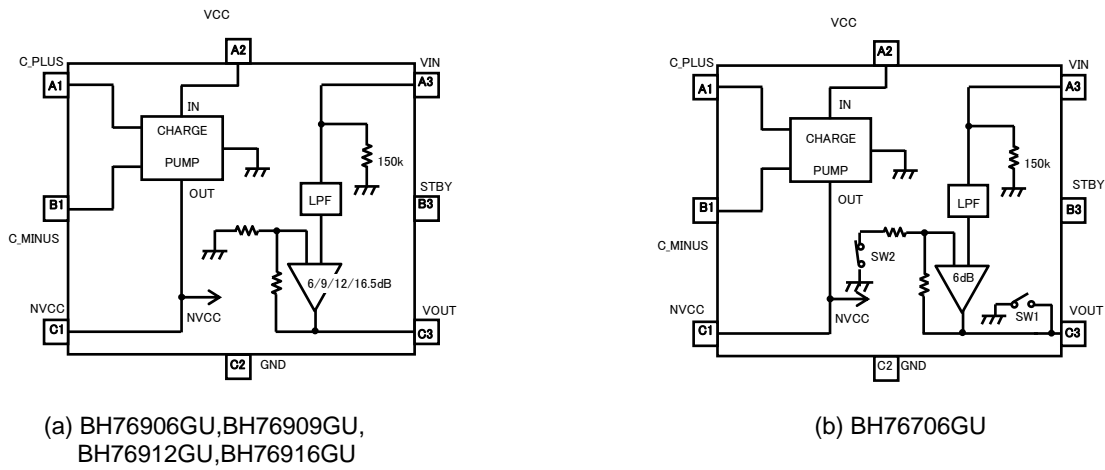 VCC
A2
C_PLUS
A1
VIN
A3
IN
CHARGE
PUMP
OUT
150k
LPF
STBY
B3
B1
C_MINUS
6/9/12/16.5dB
NVCC
C1
NVCC
VOUT
C3
C2
GND
(a) BH76906GU,BH76909GU,
BH76912GU,BH76916GU
VCC
A2
C_PLUS
A1
VIN
A3
IN
CHARGE
PUMP
OUT
150k
LPF
STBY
B3
B1
C_MINUS
SW2
6dB
NVCC
C1
NVCC
SW1
VOUT
C3
C2
GND
(b) BH76706GU